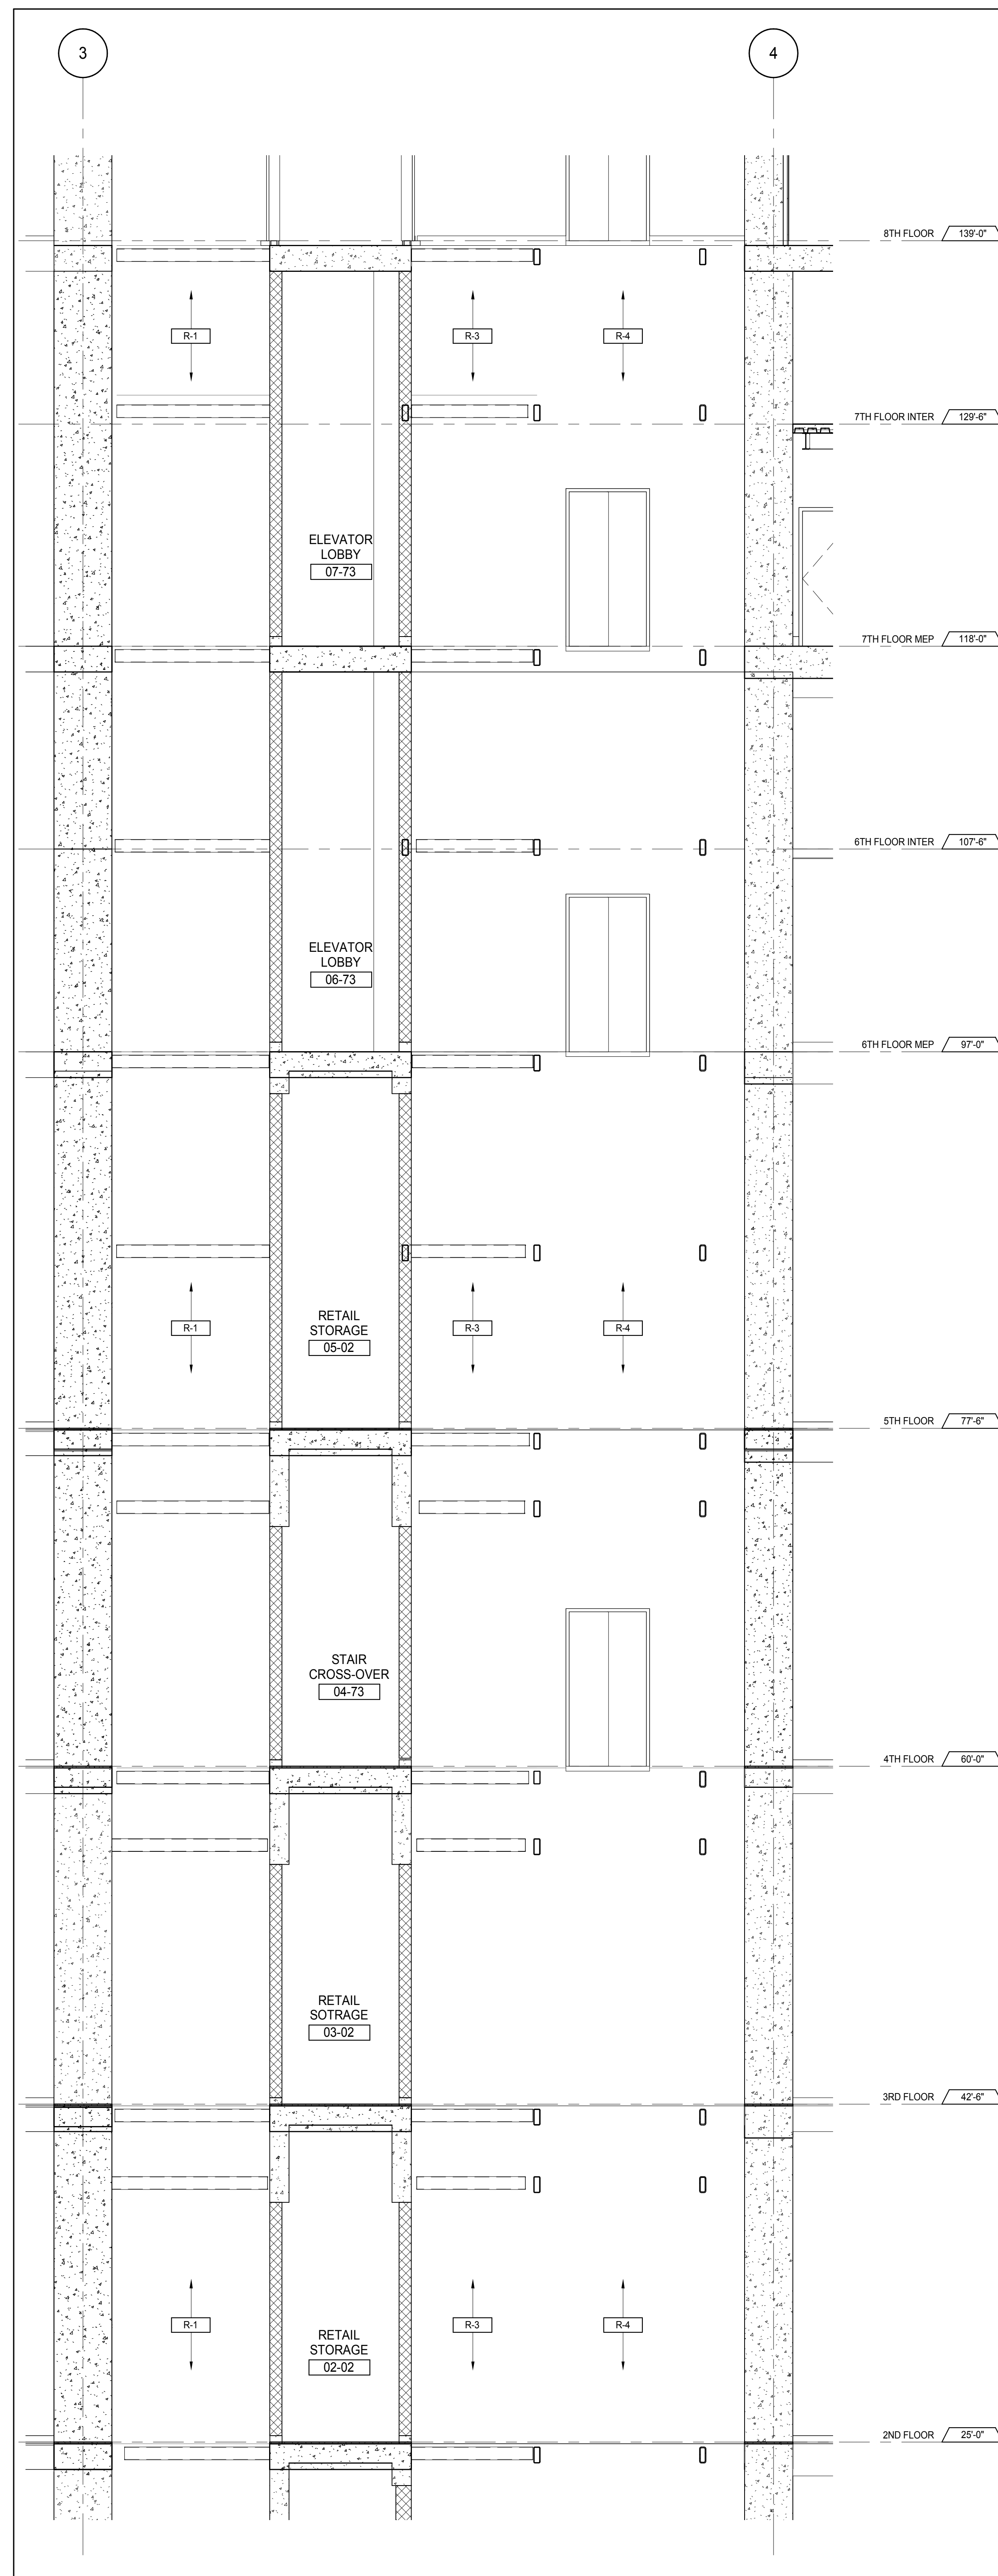 3
4
8TH FLOOR 139'-0"
R-1
R-3
R-4
7TH FLOOR INTER 129'-6"
ELEVATOR
LOBBY
07-73
7TH FLOOR MEP 118'-0"
6TH FLOOR INTER 107'-6"
ELEVATOR
LOBBY
06-73
6TH FLOOR MEP 97'-0"
RETAIL
STORAGE
05-02
R-1
R-3
R-4
5TH FLOOR 77'-6"
STAIR
CROSS-OVER
04-73
4TH FLOOR 60'-0"
RETAIL
SOTRAGE
03-02
3RD FLOOR 42'-6"
R-1
R-3
R-4
RETAIL
STORAGE
02-02
2ND FLOOR 25'-0"